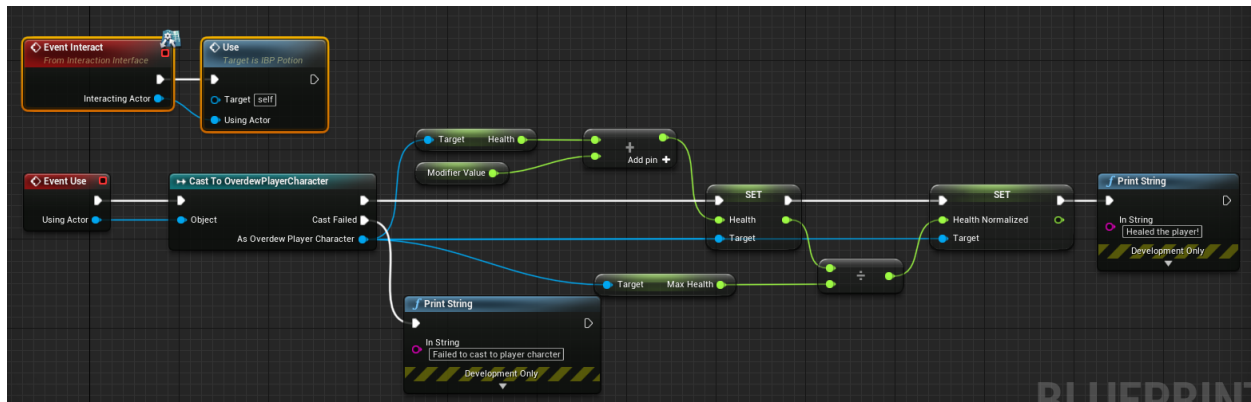 Event Interact
From Interaction Interface
Interacting Actor
Use
Target is IBP Potion
Target self
Using Actor
Target Health
Modifier Value
+
Add pin +
Event Use
Using Actor
Cast To OverdewPlayerCharacter
Object
Cast Failed
As Overdew Player Character
SET
Health
Target
SET
Health Normalized
Target
Print String
In String
Healed the player!
Development Only
Target Max Health
÷
Print String
In String
Failed to cast to player charcter
Development Only
BLUEPRINT